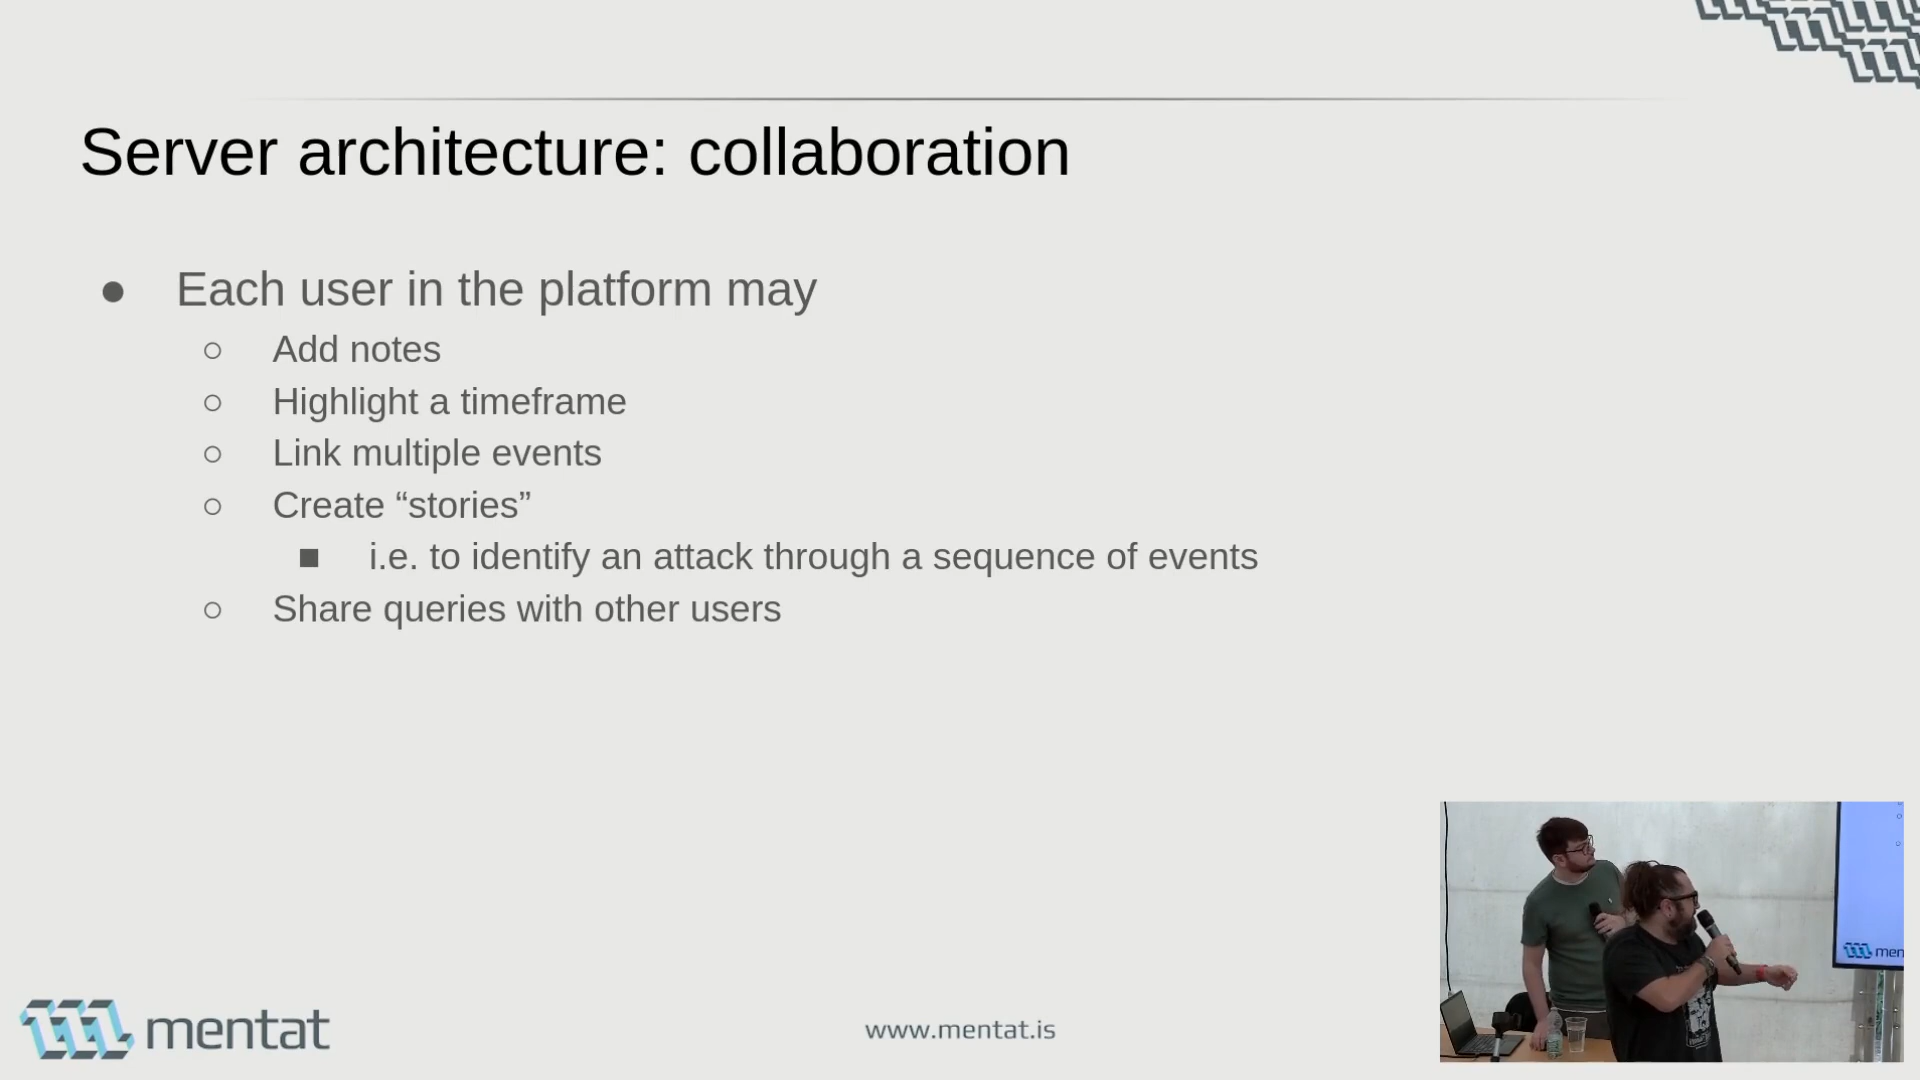 Server architecture: collaboration
● Each user in the platform may
○ Add notes
○ Highlight a timeframe
○ Link multiple events
○ Create “stories”
■ i.e. to identify an attack through a sequence of events
○ Share queries with other users
mentat
www.mentat.is
men